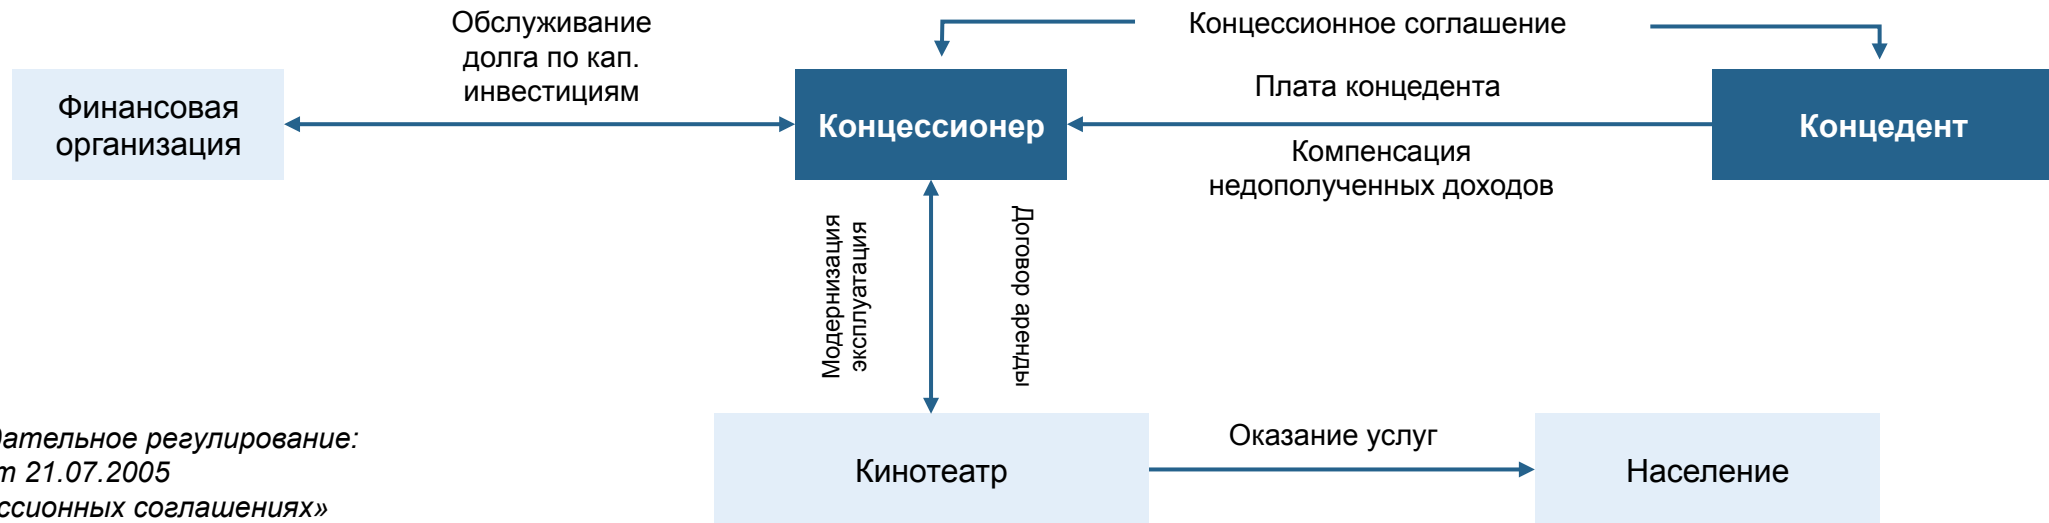 Обслуживание
долга по кап.
инвестициям
Концессионное соглашение
Финансовая
организация
Концессионер
Плата концедента
Компенсация
недополученных доходов
Концедент
Модернизация
эксплуатация
Договор аренды
Кинотеатр
Оказание услуг
Население
дательное регулирование:
т 21.07.2005
ссионных соглашениях»